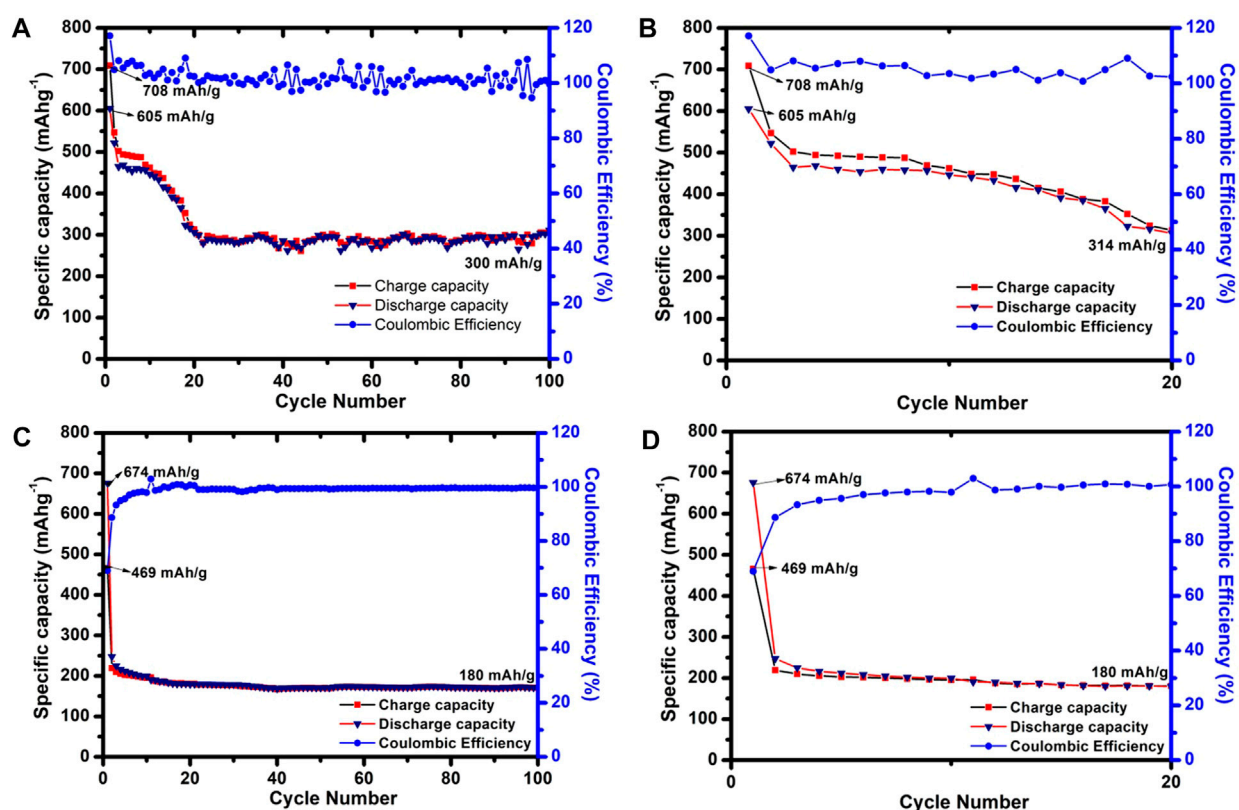 A
Specific capacity (mAhg⁻¹)
800
700
600
500
400
300
200
100
0
708 mAh/g
605 mAh/g
300 mAh/g
Charge capacity
Discharge capacity
Coulombic Efficiency
0 20 40 60 80 100
Cycle Number
120
100
80
60
40
20
0
Coulombic Efficiency (%)
B
Specific capacity (mAhg⁻¹)
800
700
600
500
400
300
200
100
0
708 mAh/g
605 mAh/g
314 mAh/g
Charge capacity
Discharge capacity
Coulombic Efficiency
0 20
Cycle Number
120
100
80
60
40
20
0
Coulombic Efficiency (%)
C
Specific capacity (mAhg⁻¹)
800
700
600
500
400
300
200
100
0
674 mAh/g
469 mAh/g
180 mAh/g
Charge capacity
Discharge capacity
Coulombic Efficiency
0 20 40 60 80 100
Cycle Number
120
100
80
60
40
20
0
Coulombic Efficiency (%)
D
Specific capacity (mAhg⁻¹)
800
700
600
500
400
300
200
100
0
674 mAh/g
469 mAh/g
180 mAh/g
Charge capacity
Discharge capacity
Coulombic Efficiency
0 20
Cycle Number
120
100
80
60
40
20
0
Coulombic Efficiency (%)